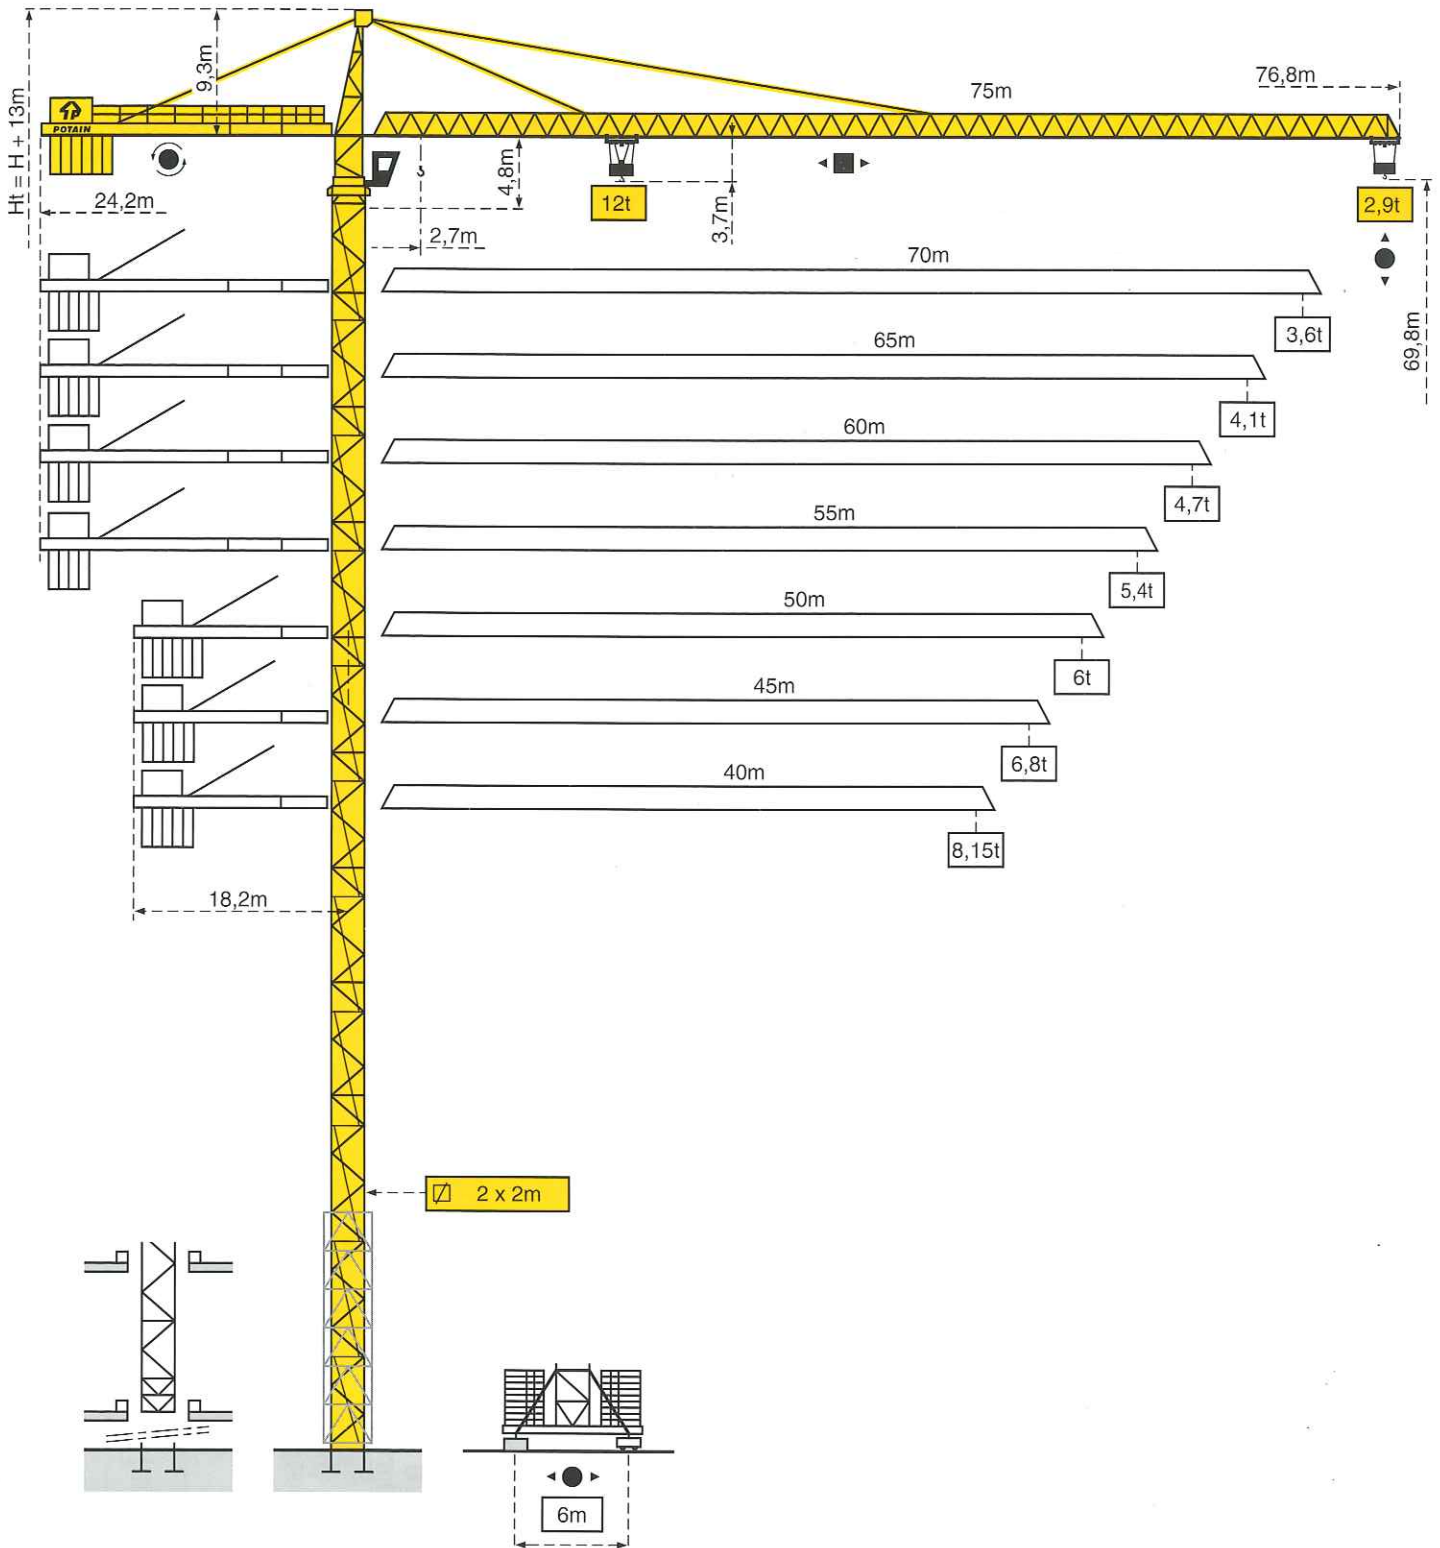 Ht = H + 13m
9,3m
75m
76,8m
POTAIN
24,2m
4,8m
12t
3,7m
2,9t
2,7m
69,8m
70m
3,6t
65m
4,1t
60m
4,7t
55m
5,4t
50m
6t
45m
6,8t
40m
8,15t
18,2m
2 x 2m
6m